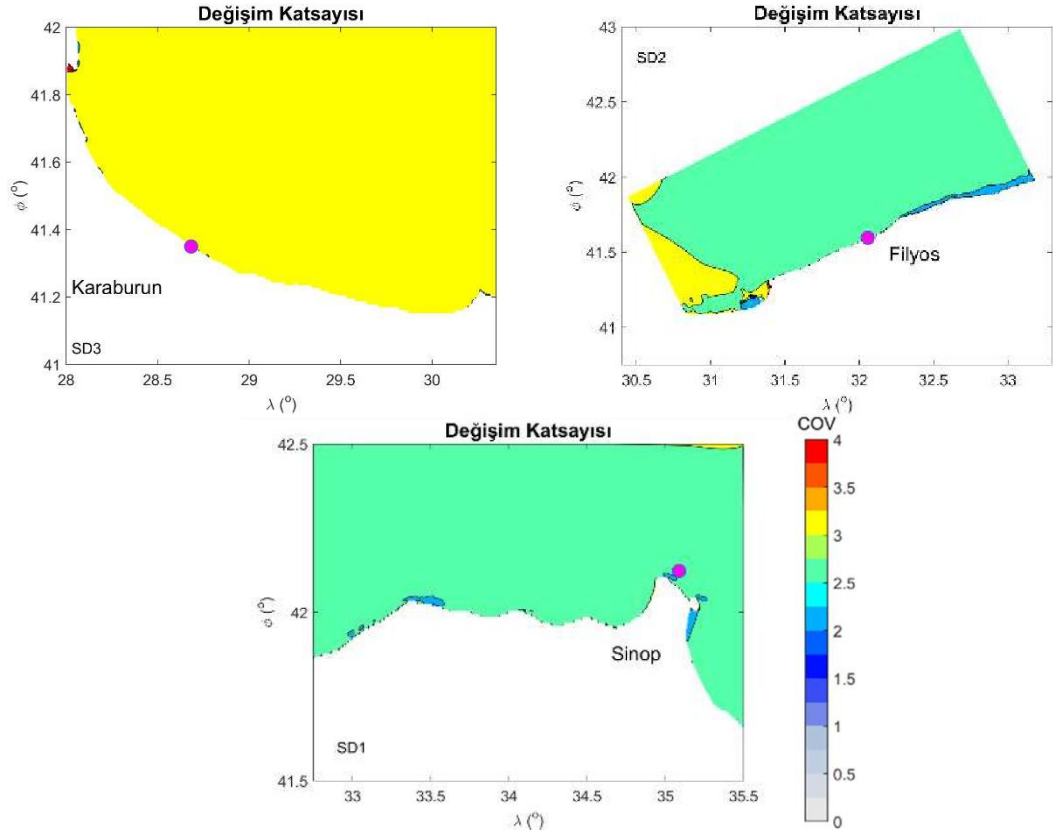 Değişim Katsayısı
42
41.8
41.6
41.4
41.2
41
φ (o)
Karaburun
SD3
28 28.5 29 29.5 30
λ (o)
Değişim Katsayısı
43
42.5
42
41.5
41
φ (o)
SD2
Filyos
30.5 31 31.5 32 32.5 33
λ (o)
Değişim Katsayısı
42.5
42
41.5
φ (o)
Sinop
SD1
33 33.5 34 34.5 35 35.5
λ (o)
COV
4
3.5
3
2.5
2
1.5
1
0.5
0